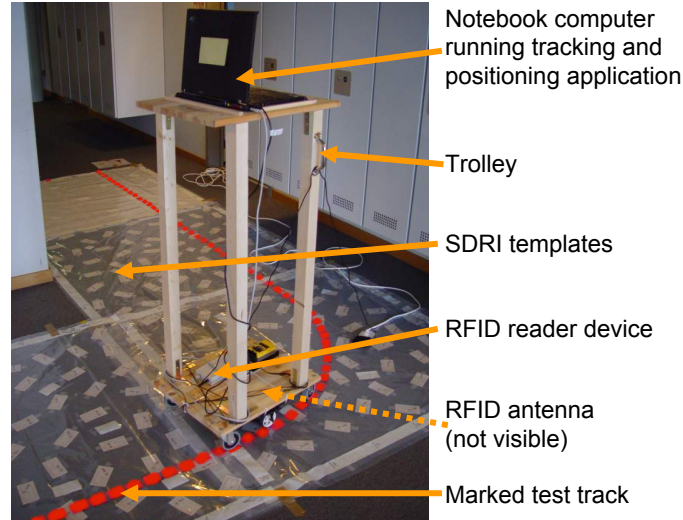 Notebook computer
running tracking and
positioning application
Trolley
SDRI templates
RFID reader device
RFID antenna
(not visible)
Marked test track